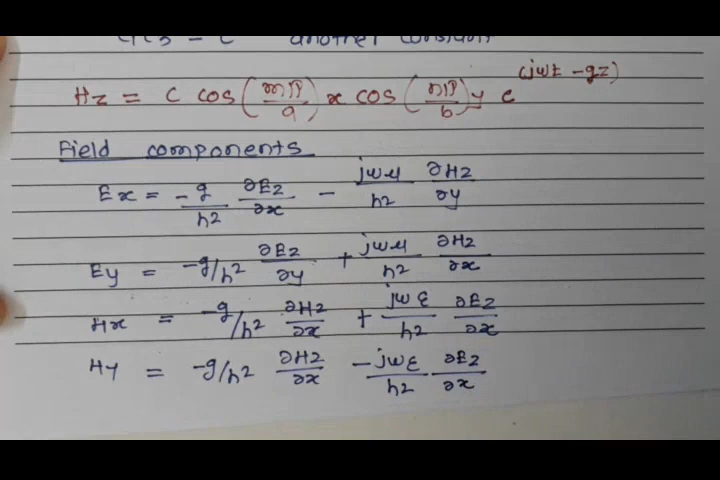 = C another constant
Hz = C cos(mπ/a)x cos(nπ/b)y e^(jωt - gz)
Field components
Ex = -g/h2 ∂Ez/∂x - jωμ/h2 ∂Hz/∂y
Ey = -g/h2 ∂Ez/∂y + jωμ/h2 ∂Hz/∂x
Hx = -g/h2 ∂Hz/∂x + jωε/h2 ∂Ez/∂x
Hy = -g/h2 ∂Hz/∂x - jωε/h2 ∂Ez/∂x